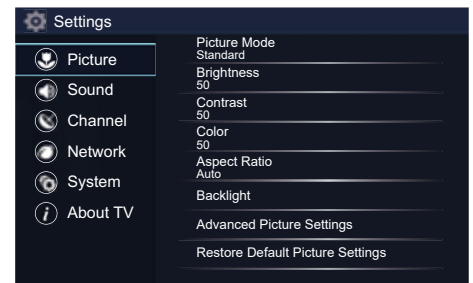 Settings
Picture
Sound
Channel
Network
System
About TV
Picture Mode
Standard
Brightness
50
Contrast
50
Color
50
Aspect Ratio
Auto
Backlight
Advanced Picture Settings
Restore Default Picture Settings